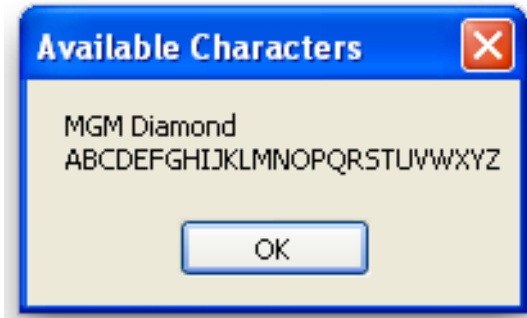 Available Characters
MGM Diamond
ABCDEFGHIJKLMNOPQRSTUVWXYZ
OK